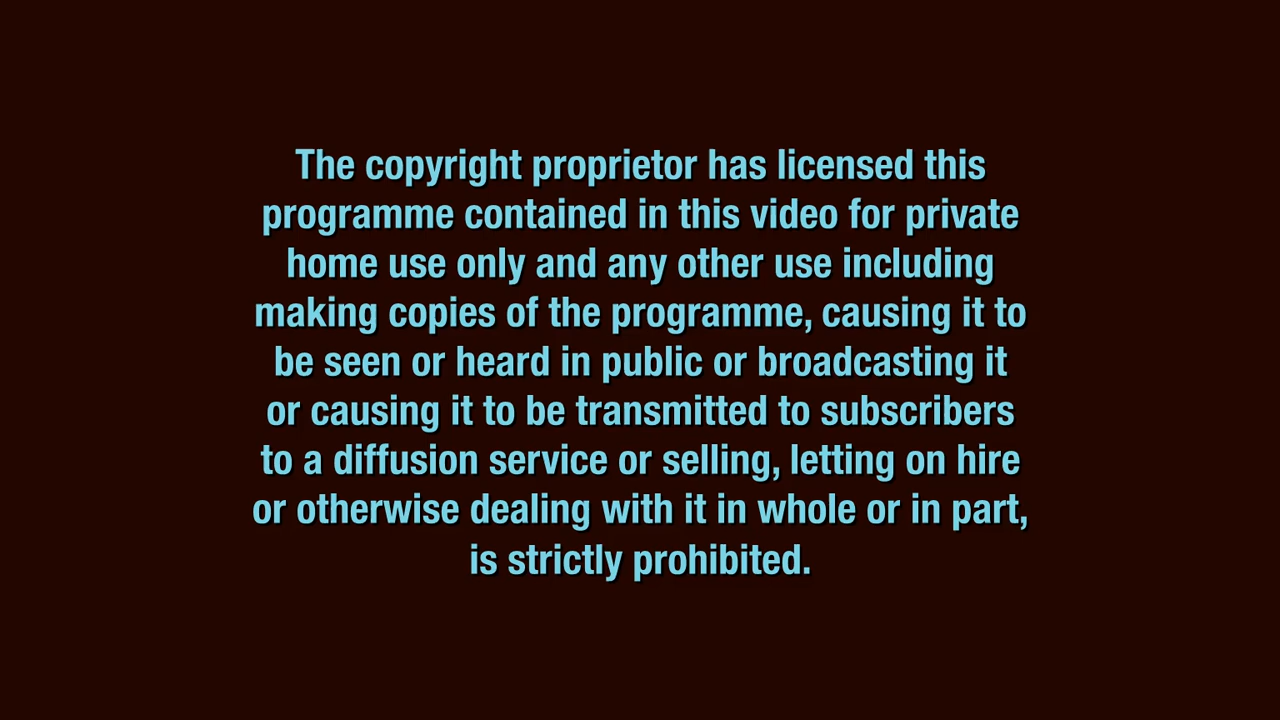 The copyright proprietor has licensed this
programme contained in this video for private
home use only and any other use including
making copies of the programme, causing it to
be seen or heard in public or broadcasting it
or causing it to be transmitted to subscribers
to a diffusion service or selling, letting on hire
or otherwise dealing with it in whole or in part,
is strictly prohibited.